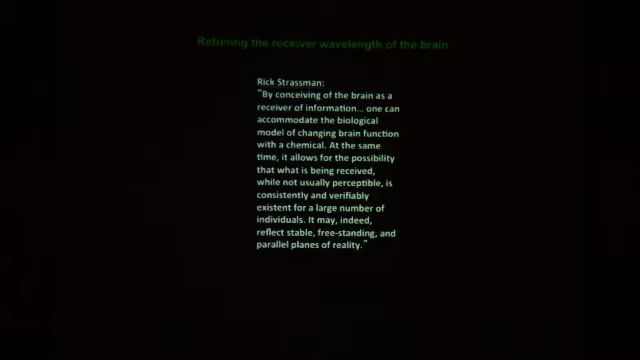 Retuning the receiver wavelength of the brain
Rick Strassman:
"By conceiving of the brain as a
receiver of information... one can
accommodate the biological
model of changing brain function
with a chemical. At the same
time, it allows for the possibility
that what is being received,
while not usually perceptible, is
consistently and verifiably
existent for a large number of
individuals. It may, indeed,
reflect stable, free-standing, and
parallel planes of reality."